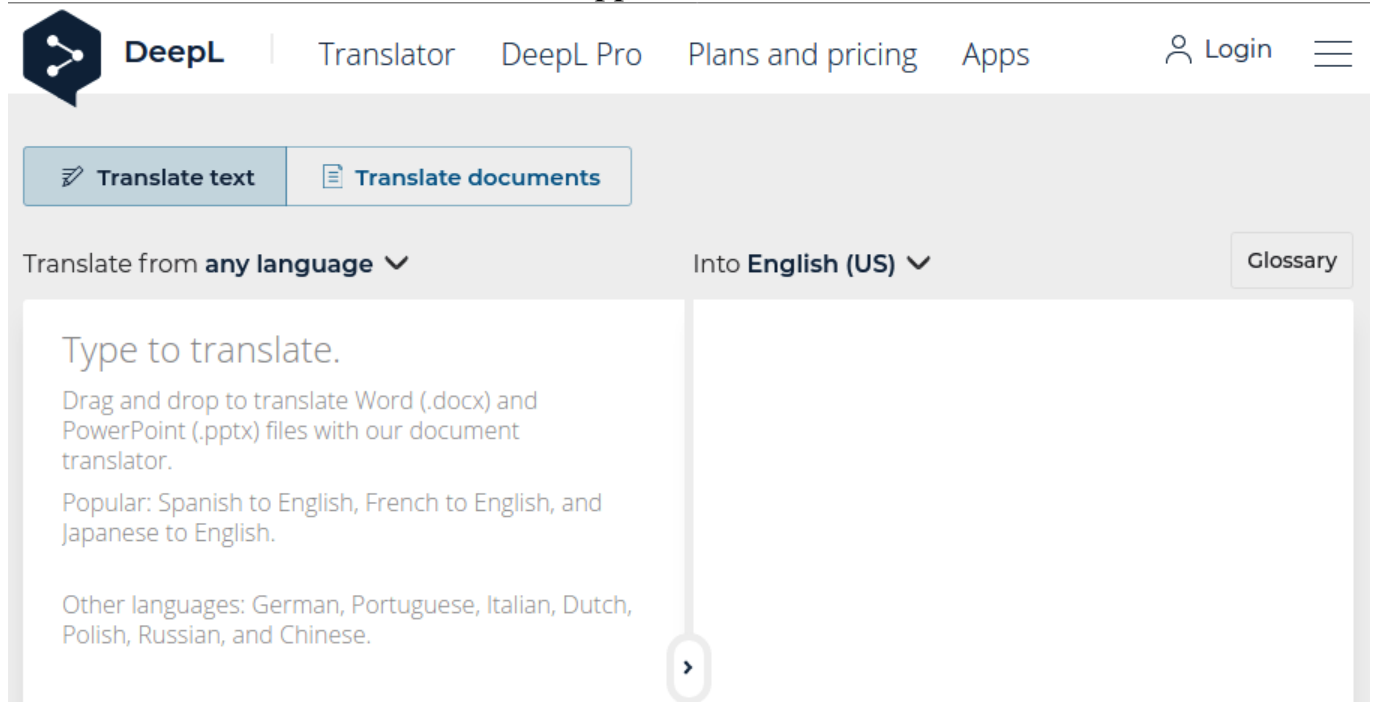 DeepL
Translator
DeepL Pro
Plans and pricing
Apps
Login
Translate text
Translate documents
Translate from any language
Into English (US)
Glossary
Type to translate.
Drag and drop to translate Word (.docx) and
PowerPoint (.pptx) files with our document
translator.
Popular: Spanish to English, French to English, and
Japanese to English.
Other languages: German, Portuguese, Italian, Dutch,
Polish, Russian, and Chinese.